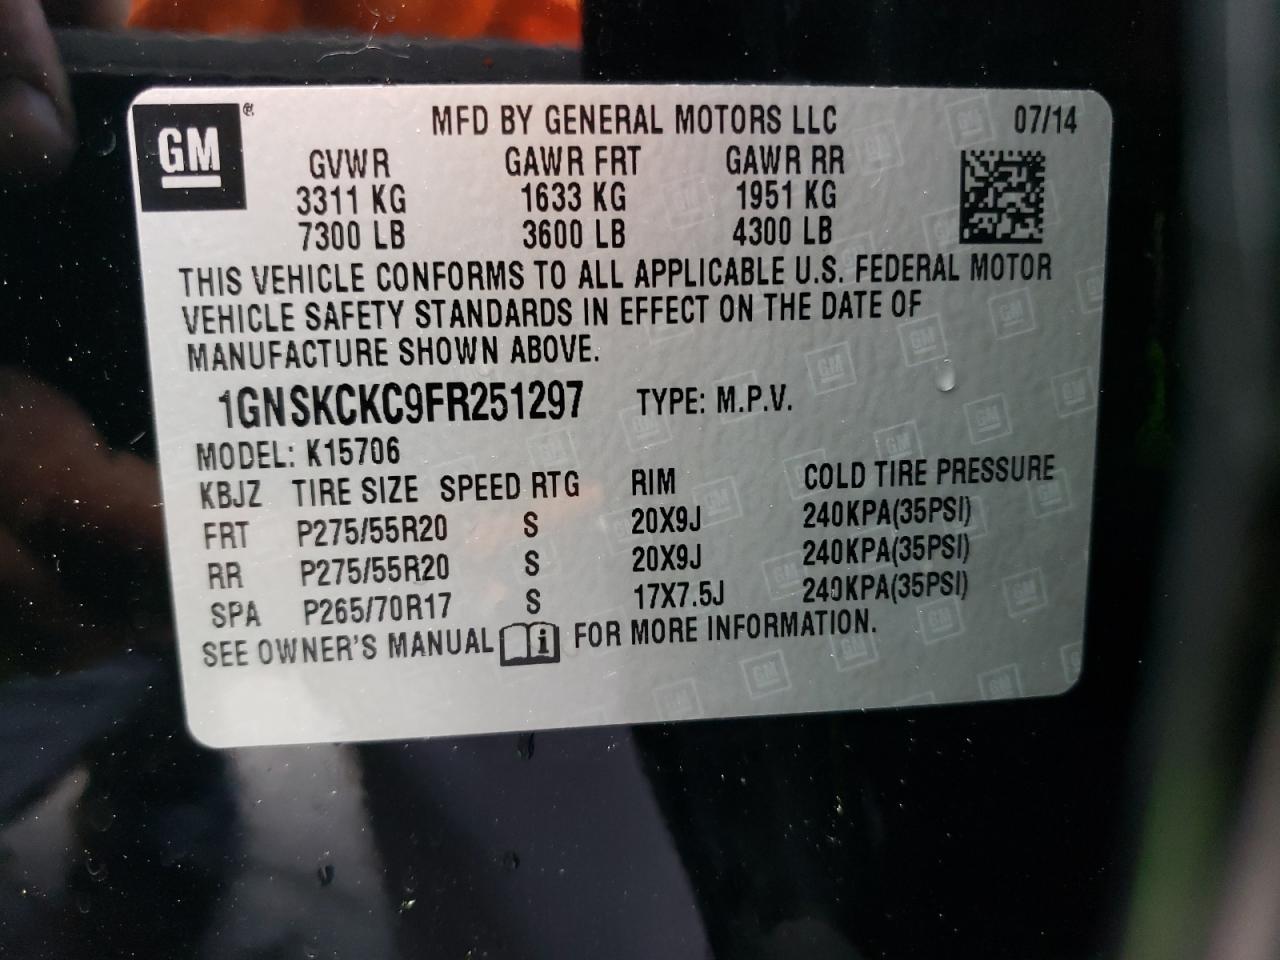 GM®
MFD BY GENERAL MOTORS LLC 07/14
GVWR GAWR FRT GAWR RR
3311 KG 1633 KG 1951 KG
7300 LB 3600 LB 4300 LB
THIS VEHICLE CONFORMS TO ALL APPLICABLE U.S. FEDERAL MOTOR
VEHICLE SAFETY STANDARDS IN EFFECT ON THE DATE OF
MANUFACTURE SHOWN ABOVE.
1GNSKCKC9FR251297 TYPE: M.P.V.
MODEL: K15706
KBJZ TIRE SIZE SPEED RTG RIM COLD TIRE PRESSURE
FRT P275/55R20 S 20X9J 240KPA(35PSI)
RR P275/55R20 S 20X9J 240KPA(35PSI)
SPA P265/70R17 S 17X7.5J 240KPA(35PSI)
SEE OWNER'S MANUAL i FOR MORE INFORMATION.